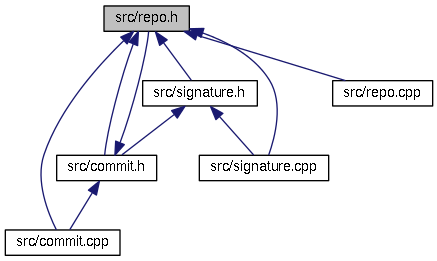 src/repo.h
src/signature.h
src/repo.cpp
src/commit.h
src/signature.cpp
src/commit.cpp